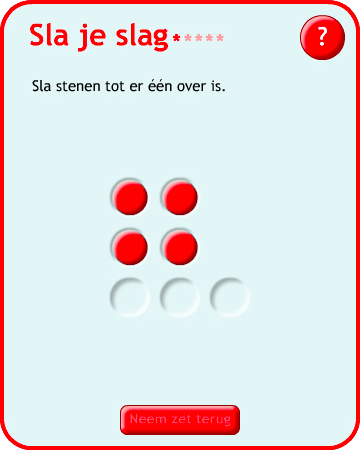 Sla je slag*****
?
Sla stenen tot er één over is.
Neem zet terug